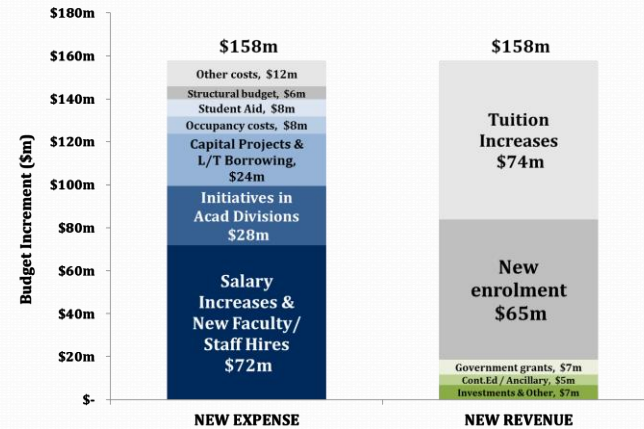 $180m
$160m
$140m
$120m
$100m
$80m
$60m
$40m
$20m
$-
Budget Increment ($m)
$158m
Other costs, $12m
Structural budget, $6m
Student Aid, $8m
Occupancy costs, $8m
Capital Projects &
L/T Borrowing,
$24m
Initiatives in
Acad Divisions
$28m
Salary
Increases &
New Faculty/
Staff Hires
$72m
NEW EXPENSE
$158m
Tuition
Increases
$74m
New
enrolment
$65m
Government grants, $7m
Cont.Ed / Ancillary, $5m
Investments & Other, $7m
NEW REVENUE